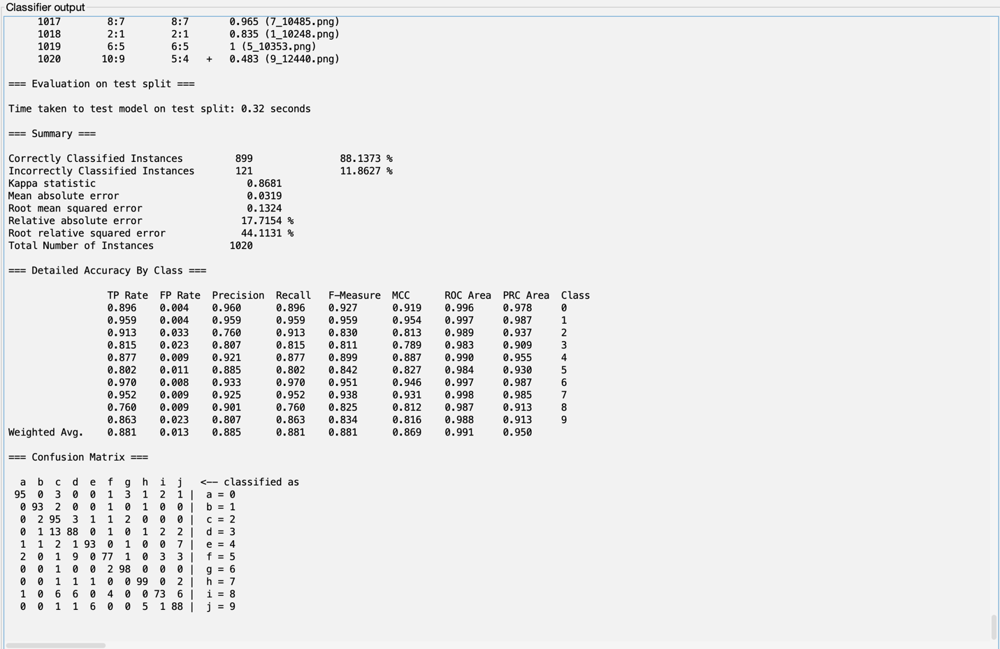 Classifier output
1017 8:7 8:7 0.965 (7_10485.png)
1018 2:1 2:1 0.835 (1_10248.png)
1019 6:5 6:5 1 (5_10353.png)
1020 10:9 5:4 + 0.483 (9_12440.png)
=== Evaluation on test split ===
Time taken to test model on test split: 0.32 seconds
=== Summary ===
Correctly Classified Instances 899 88.1373 %
Incorrectly Classified Instances 121 11.8627 %
Kappa statistic 0.8681
Mean absolute error 0.0319
Root mean squared error 0.1324
Relative absolute error 17.7154 %
Root relative squared error 44.1131 %
Total Number of Instances 1020
=== Detailed Accuracy By Class ===
TP Rate FP Rate Precision Recall F-Measure MCC ROC Area PRC Area Class
0.896 0.004 0.960 0.896 0.927 0.919 0.996 0.978 0
0.959 0.004 0.959 0.959 0.959 0.954 0.997 0.987 1
0.913 0.033 0.760 0.913 0.830 0.813 0.989 0.937 2
0.815 0.023 0.807 0.815 0.811 0.789 0.983 0.909 3
0.877 0.009 0.921 0.877 0.899 0.887 0.990 0.955 4
0.802 0.011 0.885 0.802 0.842 0.827 0.984 0.930 5
0.970 0.008 0.933 0.970 0.951 0.946 0.997 0.987 6
0.952 0.009 0.925 0.952 0.938 0.931 0.998 0.985 7
0.760 0.009 0.901 0.760 0.825 0.812 0.987 0.913 8
0.863 0.023 0.807 0.863 0.834 0.816 0.988 0.913 9
Weighted Avg. 0.881 0.013 0.885 0.881 0.881 0.869 0.991 0.950
=== Confusion Matrix ===
a b c d e f g h i j <-- classified as
95 0 3 0 0 1 3 1 2 1 | a = 0
0 93 2 0 0 1 0 1 0 0 | b = 1
0 2 95 3 1 1 2 0 0 0 | c = 2
0 1 13 88 0 1 0 1 2 2 | d = 3
1 1 2 1 93 0 1 0 0 7 | e = 4
2 0 1 9 0 77 1 0 3 3 | f = 5
0 0 1 0 0 2 98 0 0 0 | g = 6
0 0 1 1 1 0 0 99 0 2 | h = 7
1 0 6 6 0 4 0 0 73 6 | i = 8
0 0 1 1 6 0 0 5 1 88 | j = 9